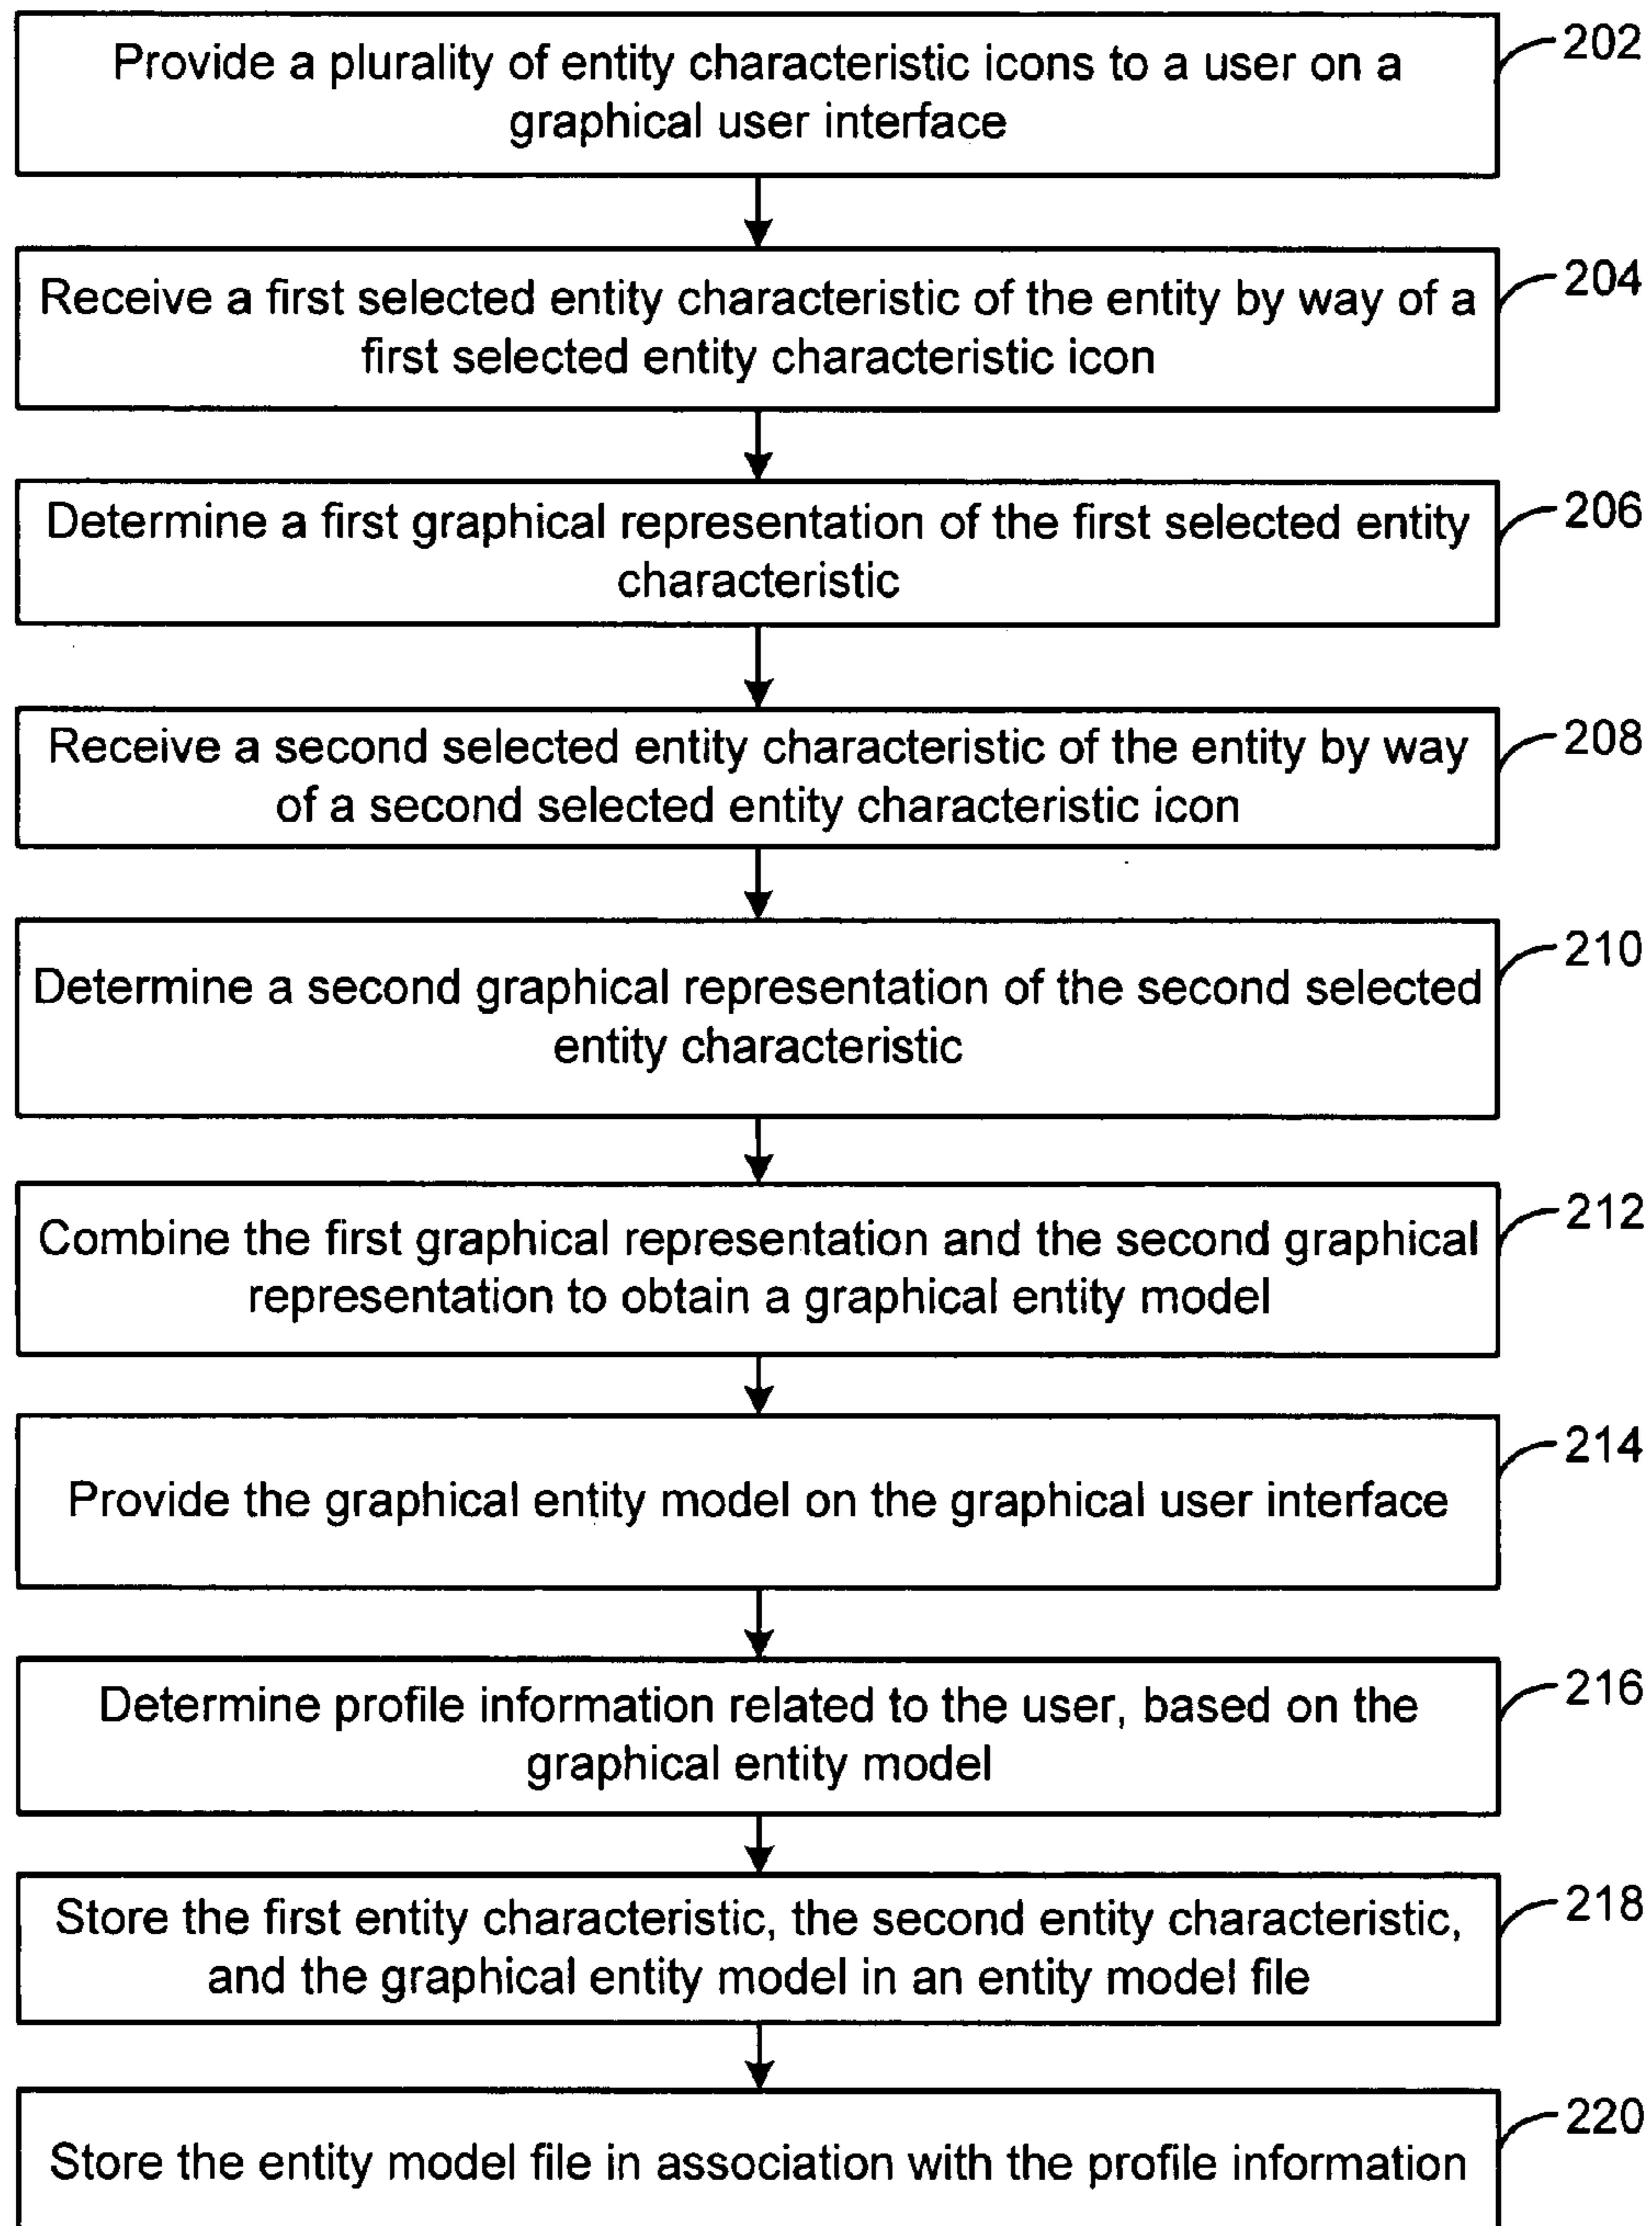 Provide a plurality of entity characteristic icons to a user on a
graphical user interface
202
Receive a first selected entity characteristic of the entity by way of a
first selected entity characteristic icon
204
Determine a first graphical representation of the first selected entity
characteristic
206
Receive a second selected entity characteristic of the entity by way
of a second selected entity characteristic icon
208
Determine a second graphical representation of the second selected
entity characteristic
210
Combine the first graphical representation and the second graphical
representation to obtain a graphical entity model
212
Provide the graphical entity model on the graphical user interface
214
Determine profile information related to the user, based on the
graphical entity model
216
Store the first entity characteristic, the second entity characteristic,
and the graphical entity model in an entity model file
218
Store the entity model file in association with the profile information
220